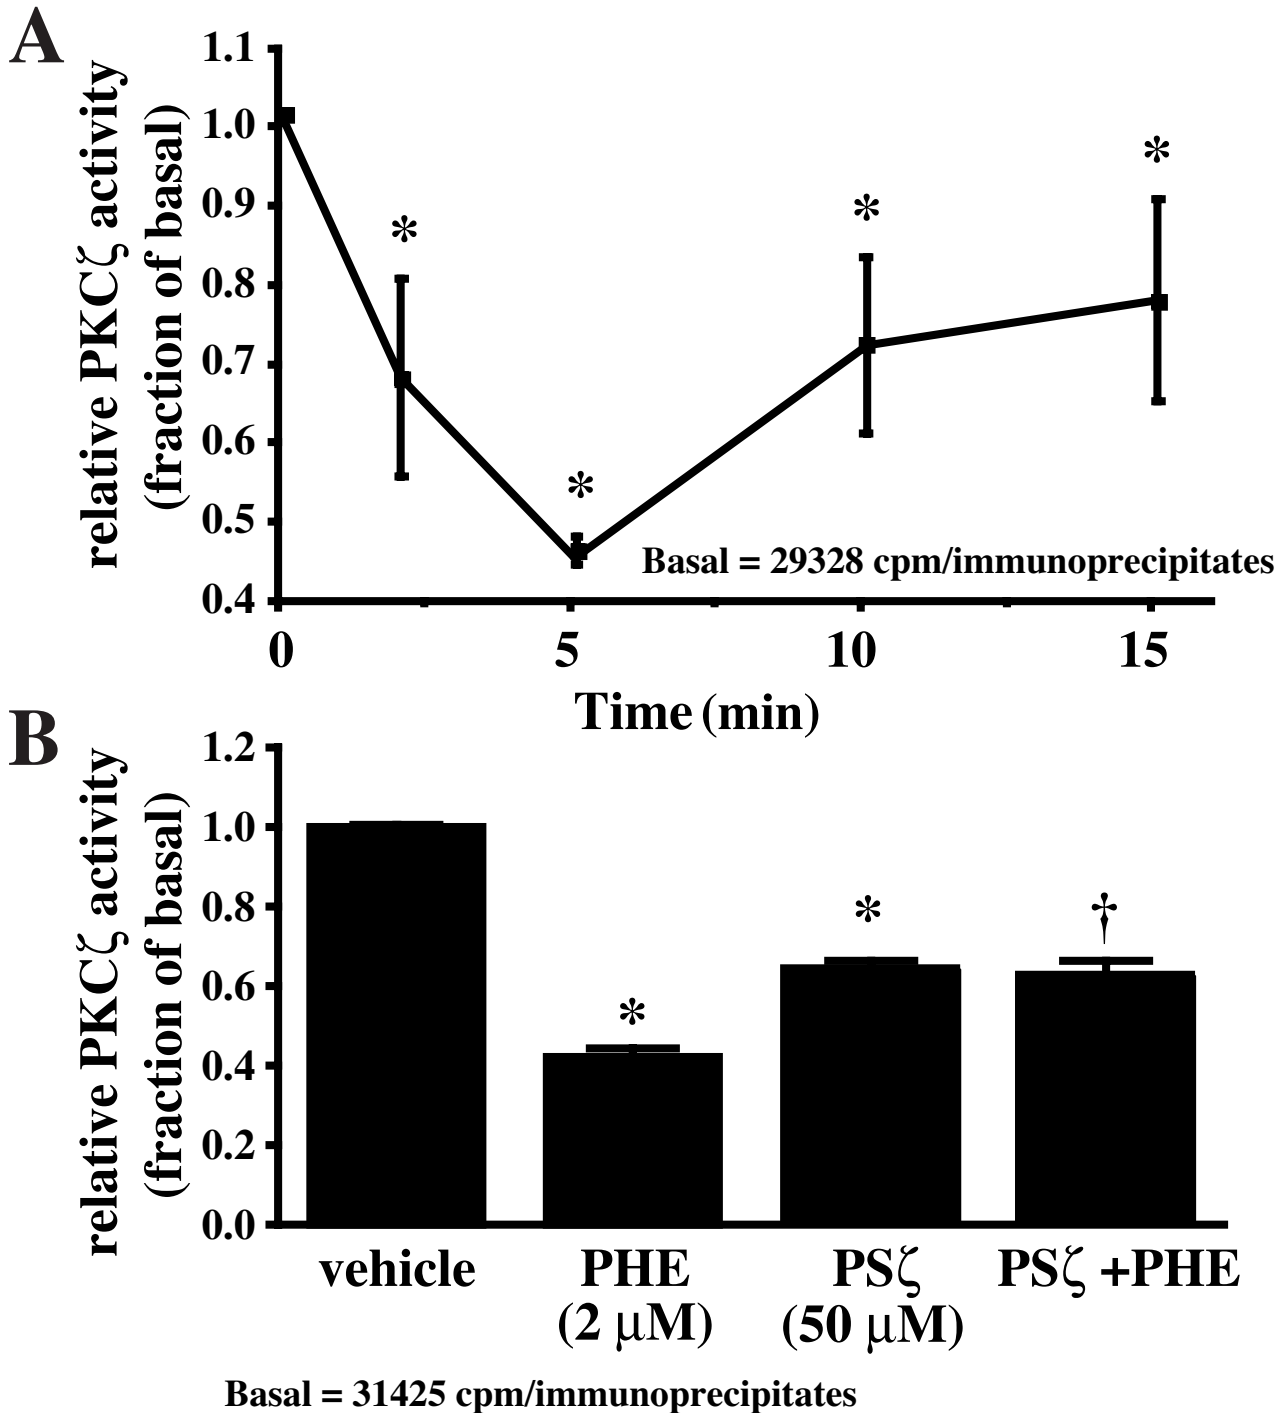 A
relative PKCζ activity
(fraction of basal)
1.1
1.0
0.9
0.8
0.7
0.6
0.5
0.4
*
*
*
*
Basal = 29328 cpm/immunoprecipitates
0 5 10 15
Time (min)
B
relative PKCζ activity
(fraction of basal)
1.2
1.0
0.8
0.6
0.4
0.2
0.0
*
*
†
vehicle PHE PSζ PSζ +PHE
(2 μM) (50 μM)
Basal = 31425 cpm/immunoprecipitates